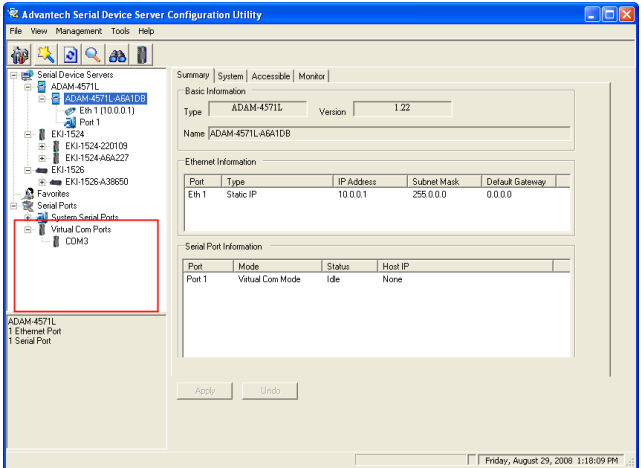 Advantech Serial Device Server Configuration Utility
File View Management Tools Help
Serial Device Servers
ADAM-4571L
ADAM-4571L-A6A1DB
Eth 1 (10.0.0.1)
Port 1
EKI-1524
EKI-1524-220109
EKI-1524-A6A227
EKI-1526
EKI-1526-A38650
Favorites
Serial Ports
System Serial Ports
Virtual Com Ports
COM3
ADAM-4571L
1 Ethernet Port
1 Serial Port
Summary System Accessible Monitor
Basic Information
Type ADAM-4571L Version 1.22
Name ADAM-4571L-A6A1DB
Ethernet Information
Port Type IP Address Subnet Mask Default Gateway
Eth 1 Static IP 10.0.0.1 255.0.0.0 0.0.0.0
Serial Port Information
Port Mode Status Host IP
Port 1 Virtual Com Mode Idle None
Apply Undo
Friday, August 29, 2008 1:18:09 PM